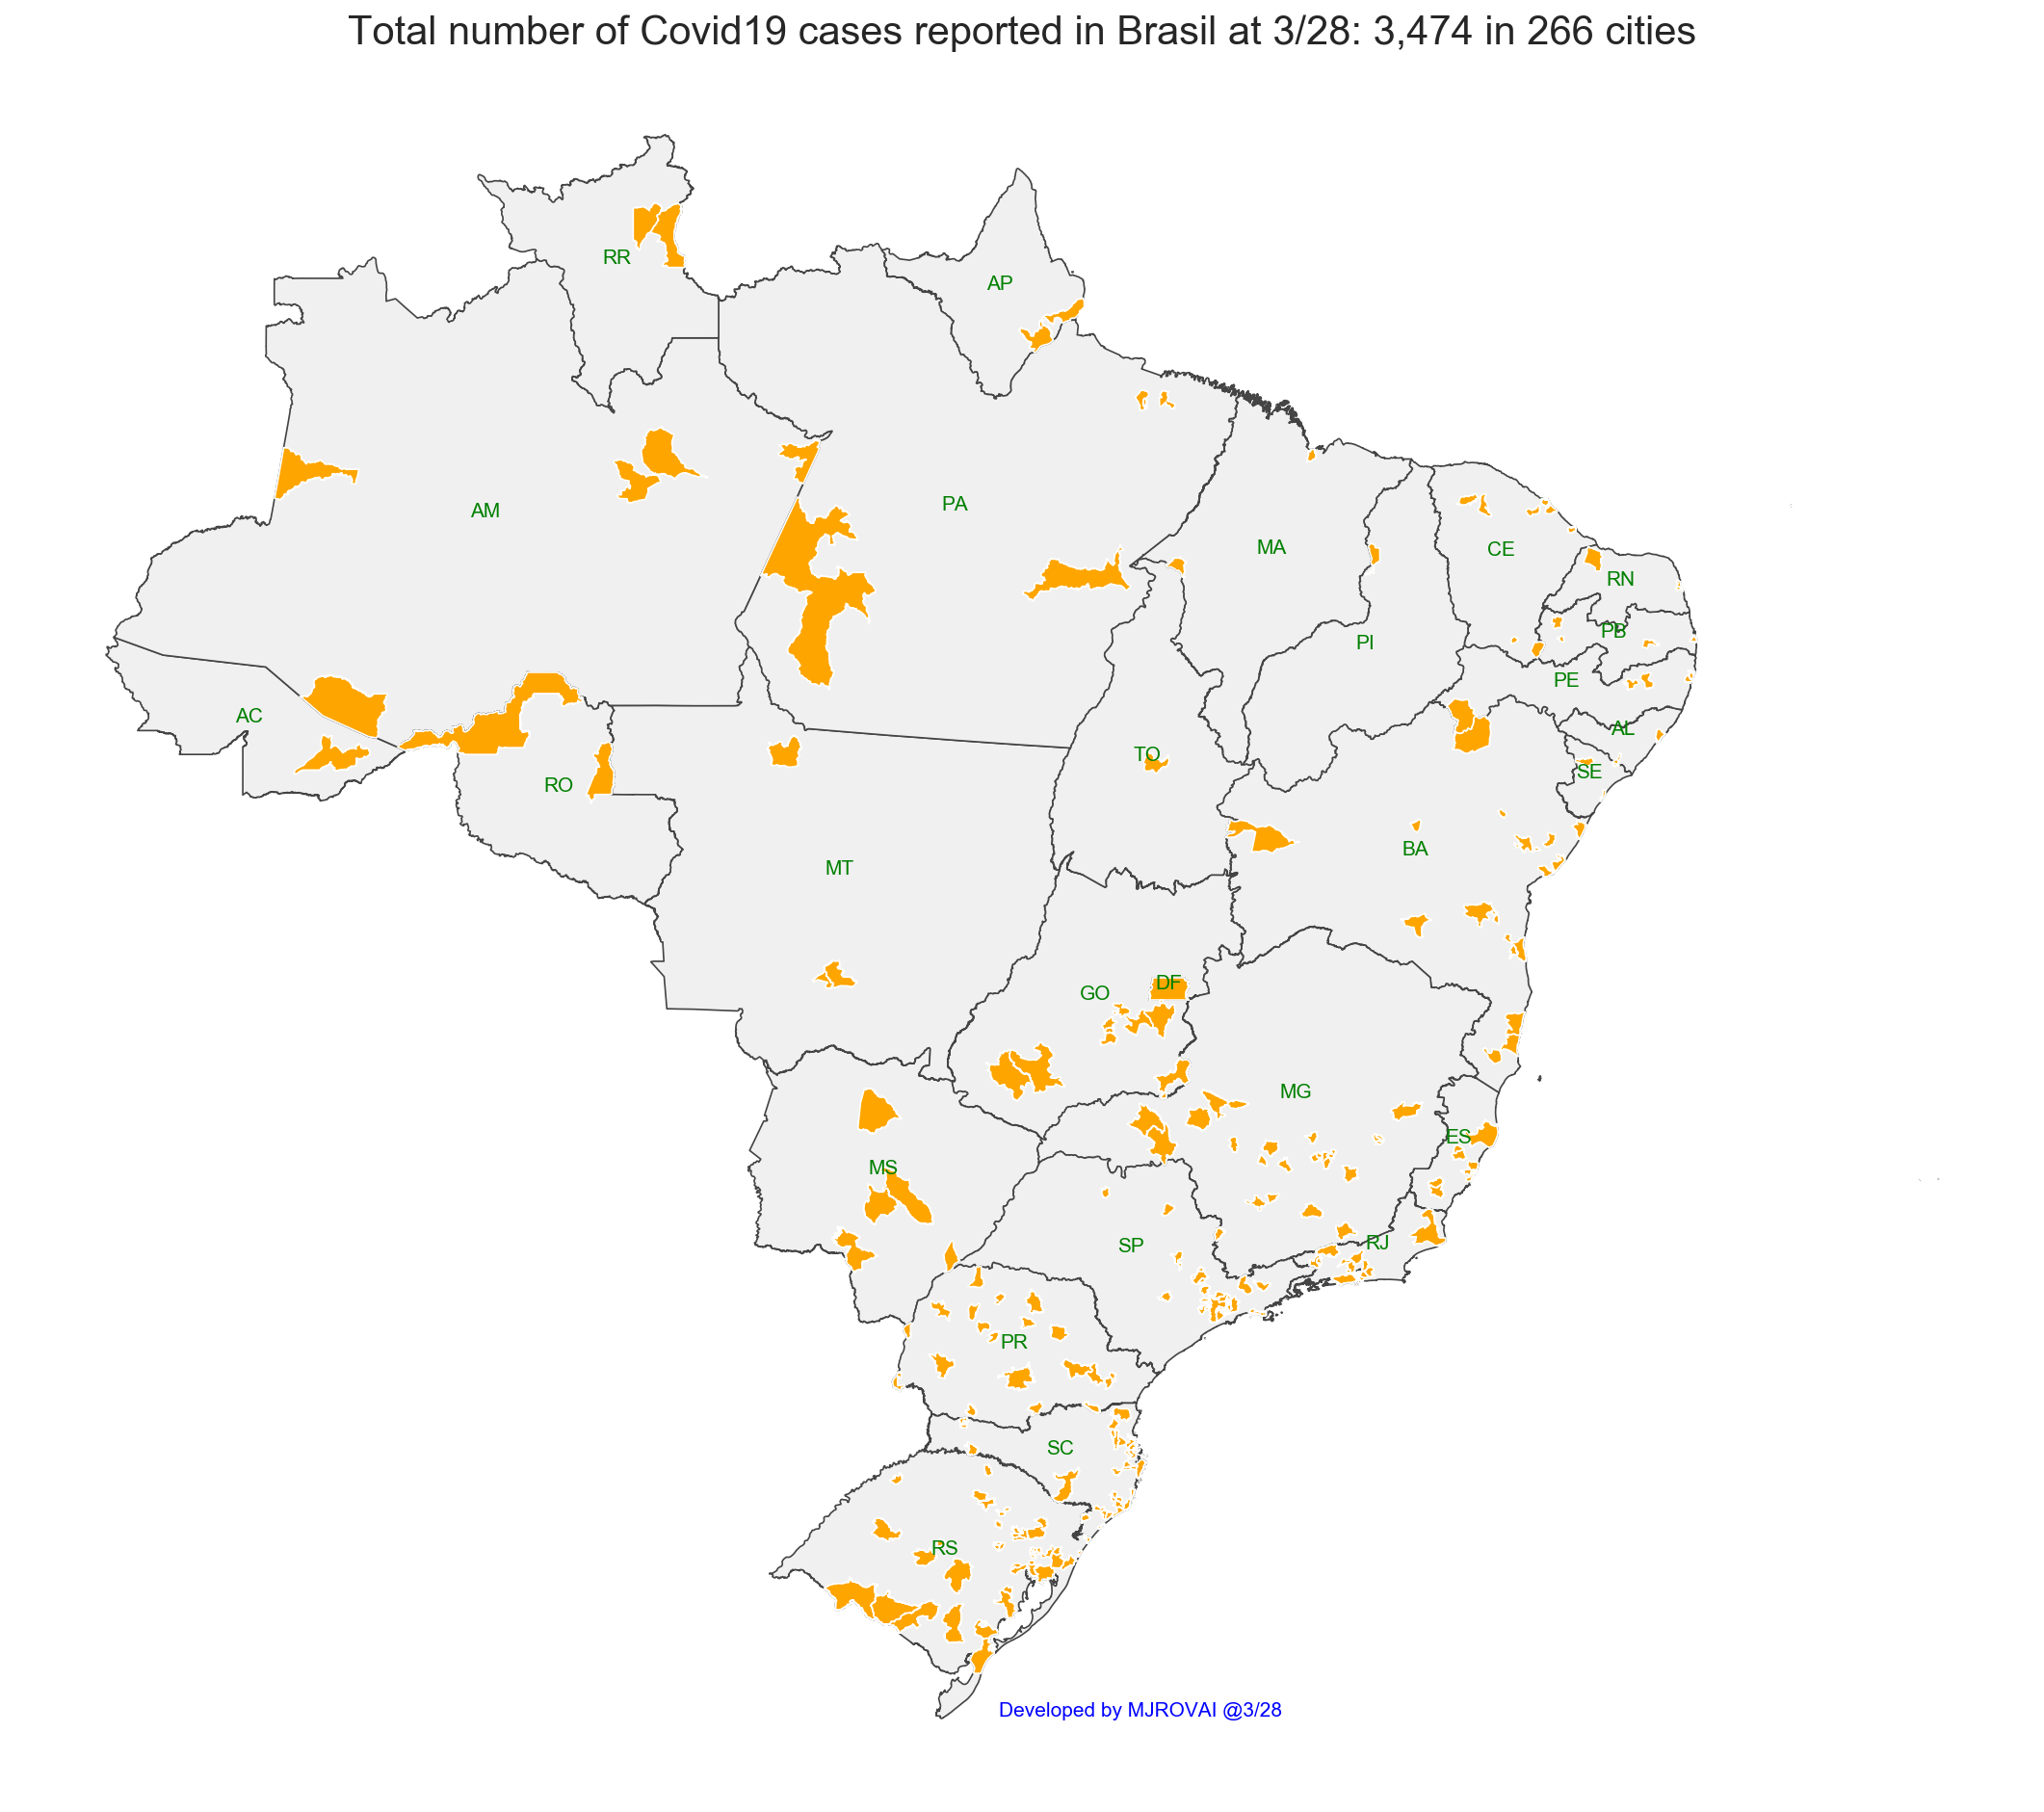 Total number of Covid19 cases reported in Brasil at 3/28: 3,474 in 266 cities
RR
AP
AM
PA
MA
CE
RN
PB
PI
PE
AC
AL
TO
SE
RO
BA
MT
DF
GO
MG
ES
MS
RJ
SP
PR
SC
RS
Developed by MJROVAI @3/28